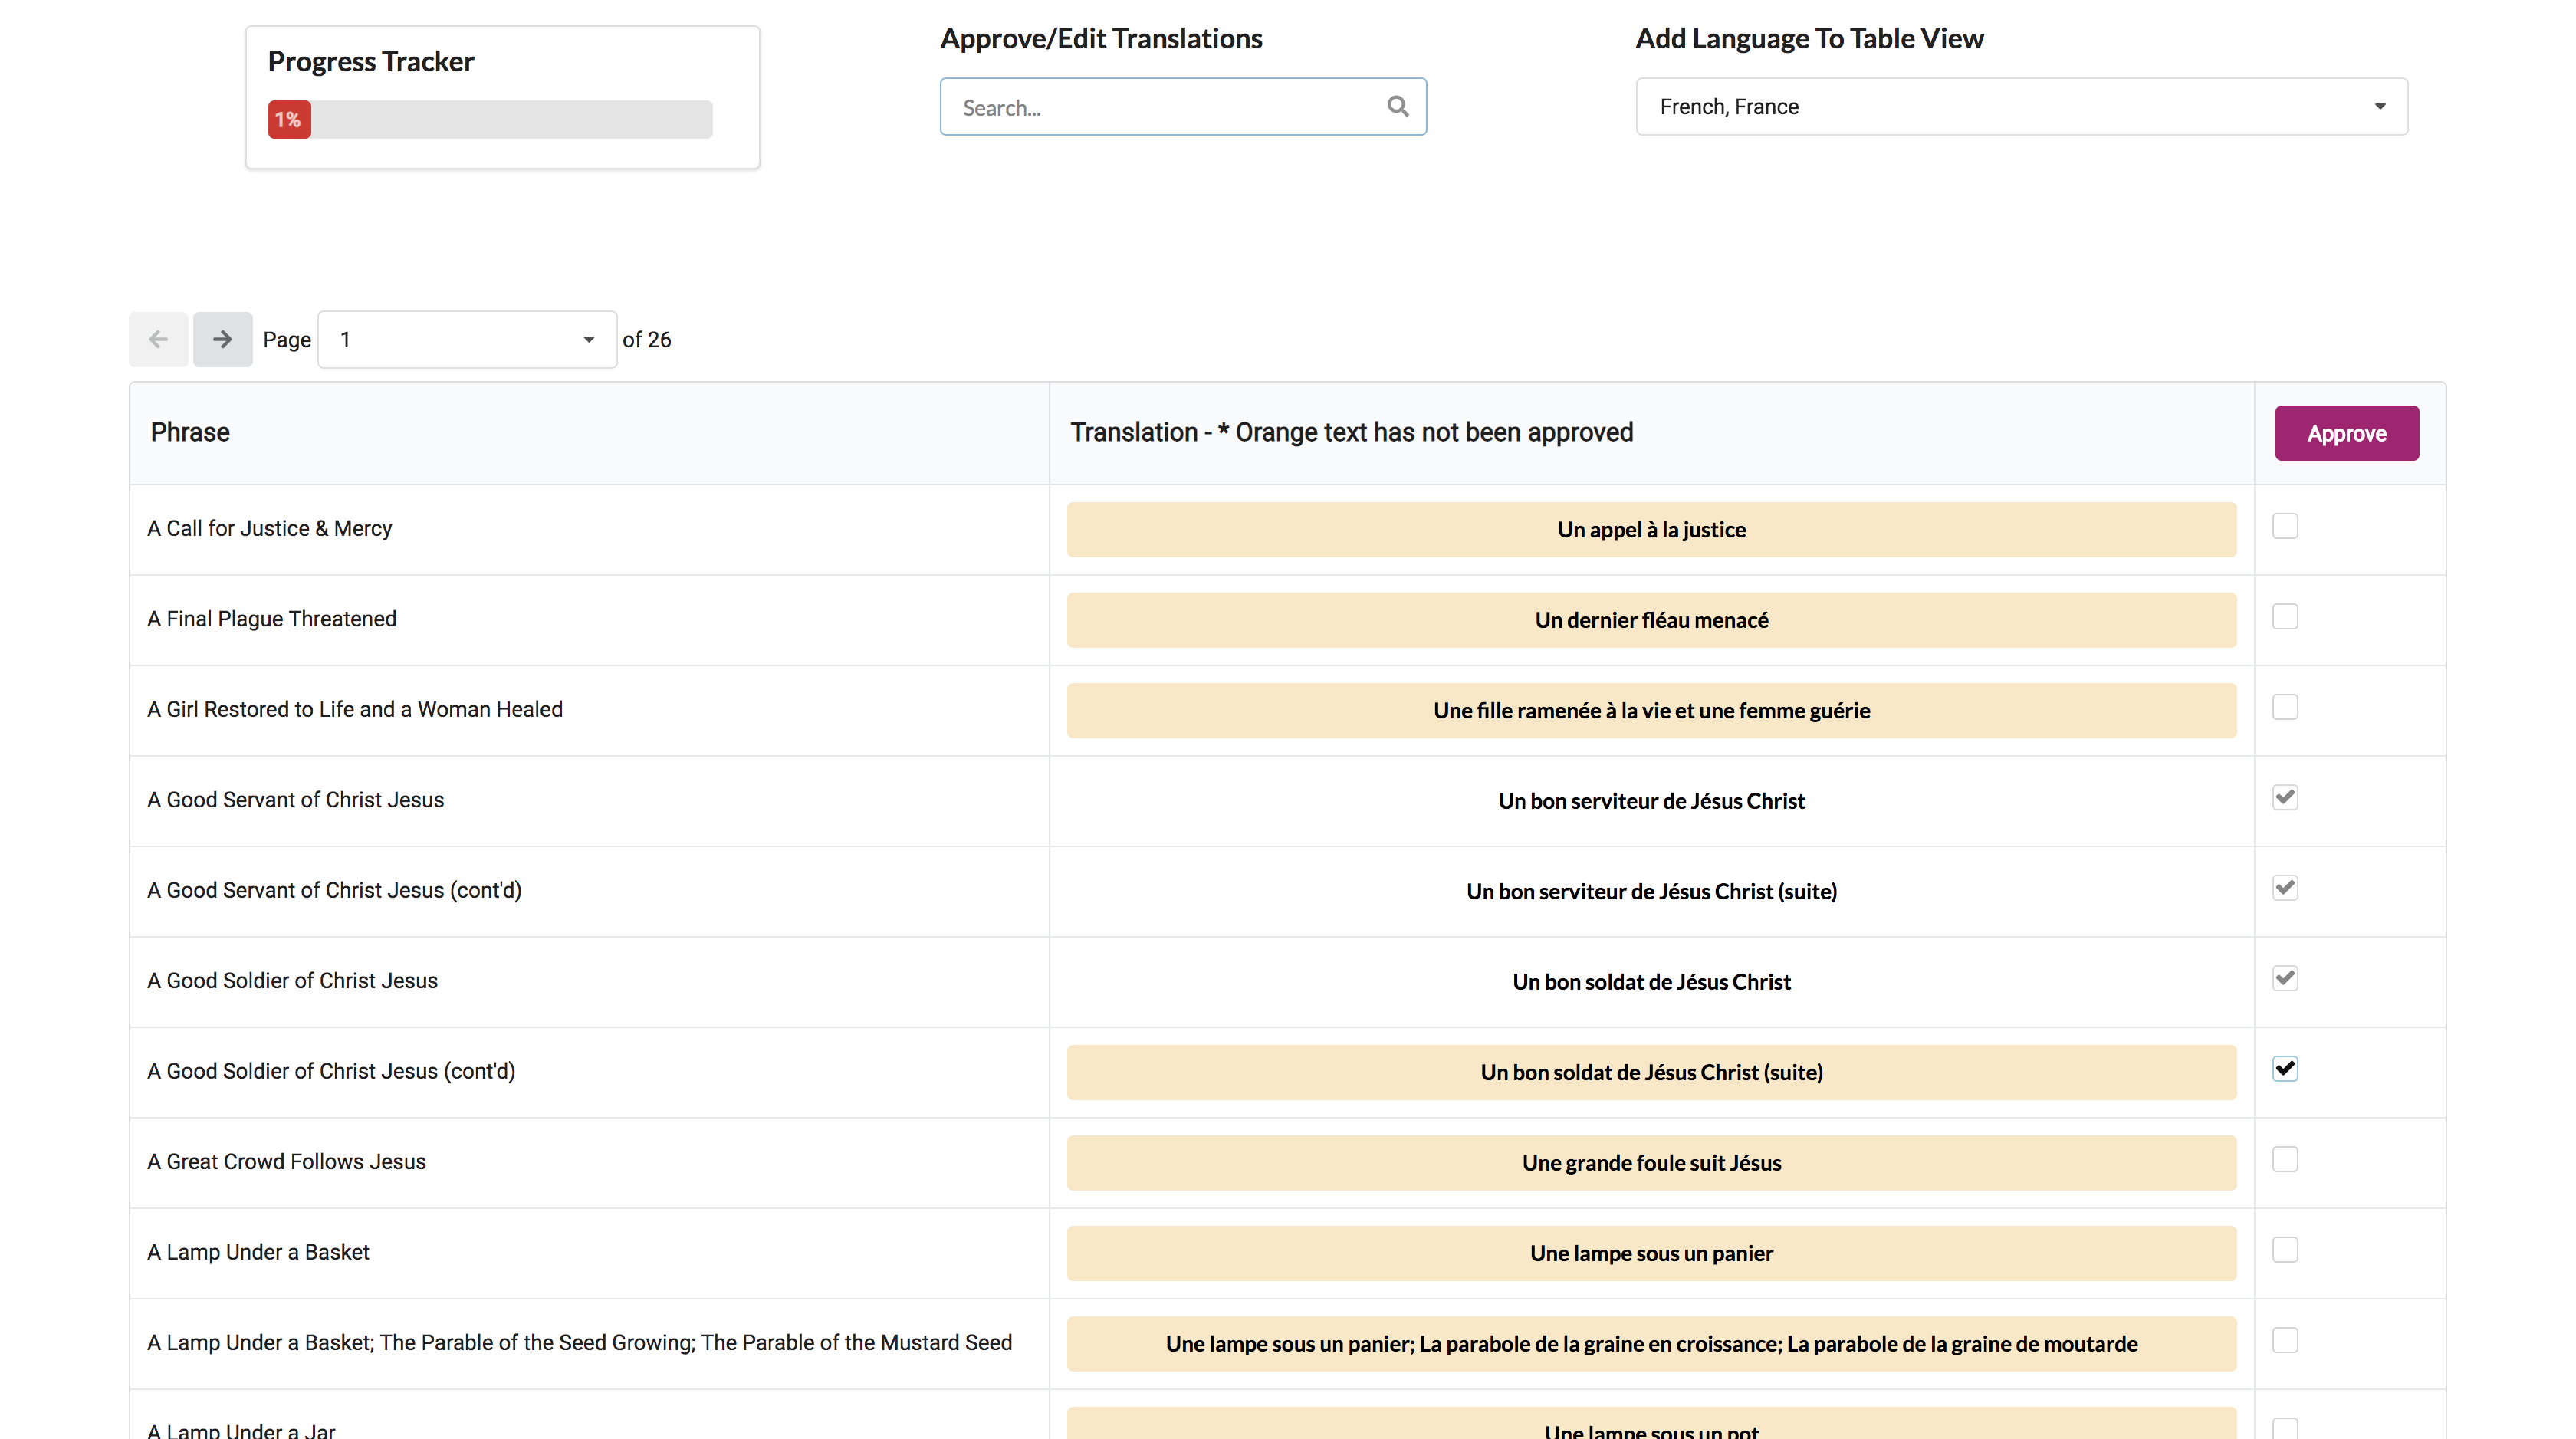 Progress Tracker
1%
Approve/Edit Translations
Search...
Add Language To Table View
French, France
Page 1 of 26
Phrase
Translation - * Orange text has not been approved
Approve
A Call for Justice & Mercy
Un appel à la justice
A Final Plague Threatened
Un dernier fléau menacé
A Girl Restored to Life and a Woman Healed
Une fille ramenée à la vie et une femme guérie
A Good Servant of Christ Jesus
Un bon serviteur de Jésus Christ
A Good Servant of Christ Jesus (cont'd)
Un bon serviteur de Jésus Christ (suite)
A Good Soldier of Christ Jesus
Un bon soldat de Jésus Christ
A Good Soldier of Christ Jesus (cont'd)
Un bon soldat de Jésus Christ (suite)
A Great Crowd Follows Jesus
Une grande foule suit Jésus
A Lamp Under a Basket
Une lampe sous un panier
A Lamp Under a Basket; The Parable of the Seed Growing; The Parable of the Mustard Seed
Une lampe sous un panier; La parabole de la graine en croissance; La parabole de la graine de moutarde
A Lamp Under a Jar
Une lampe sous un pot